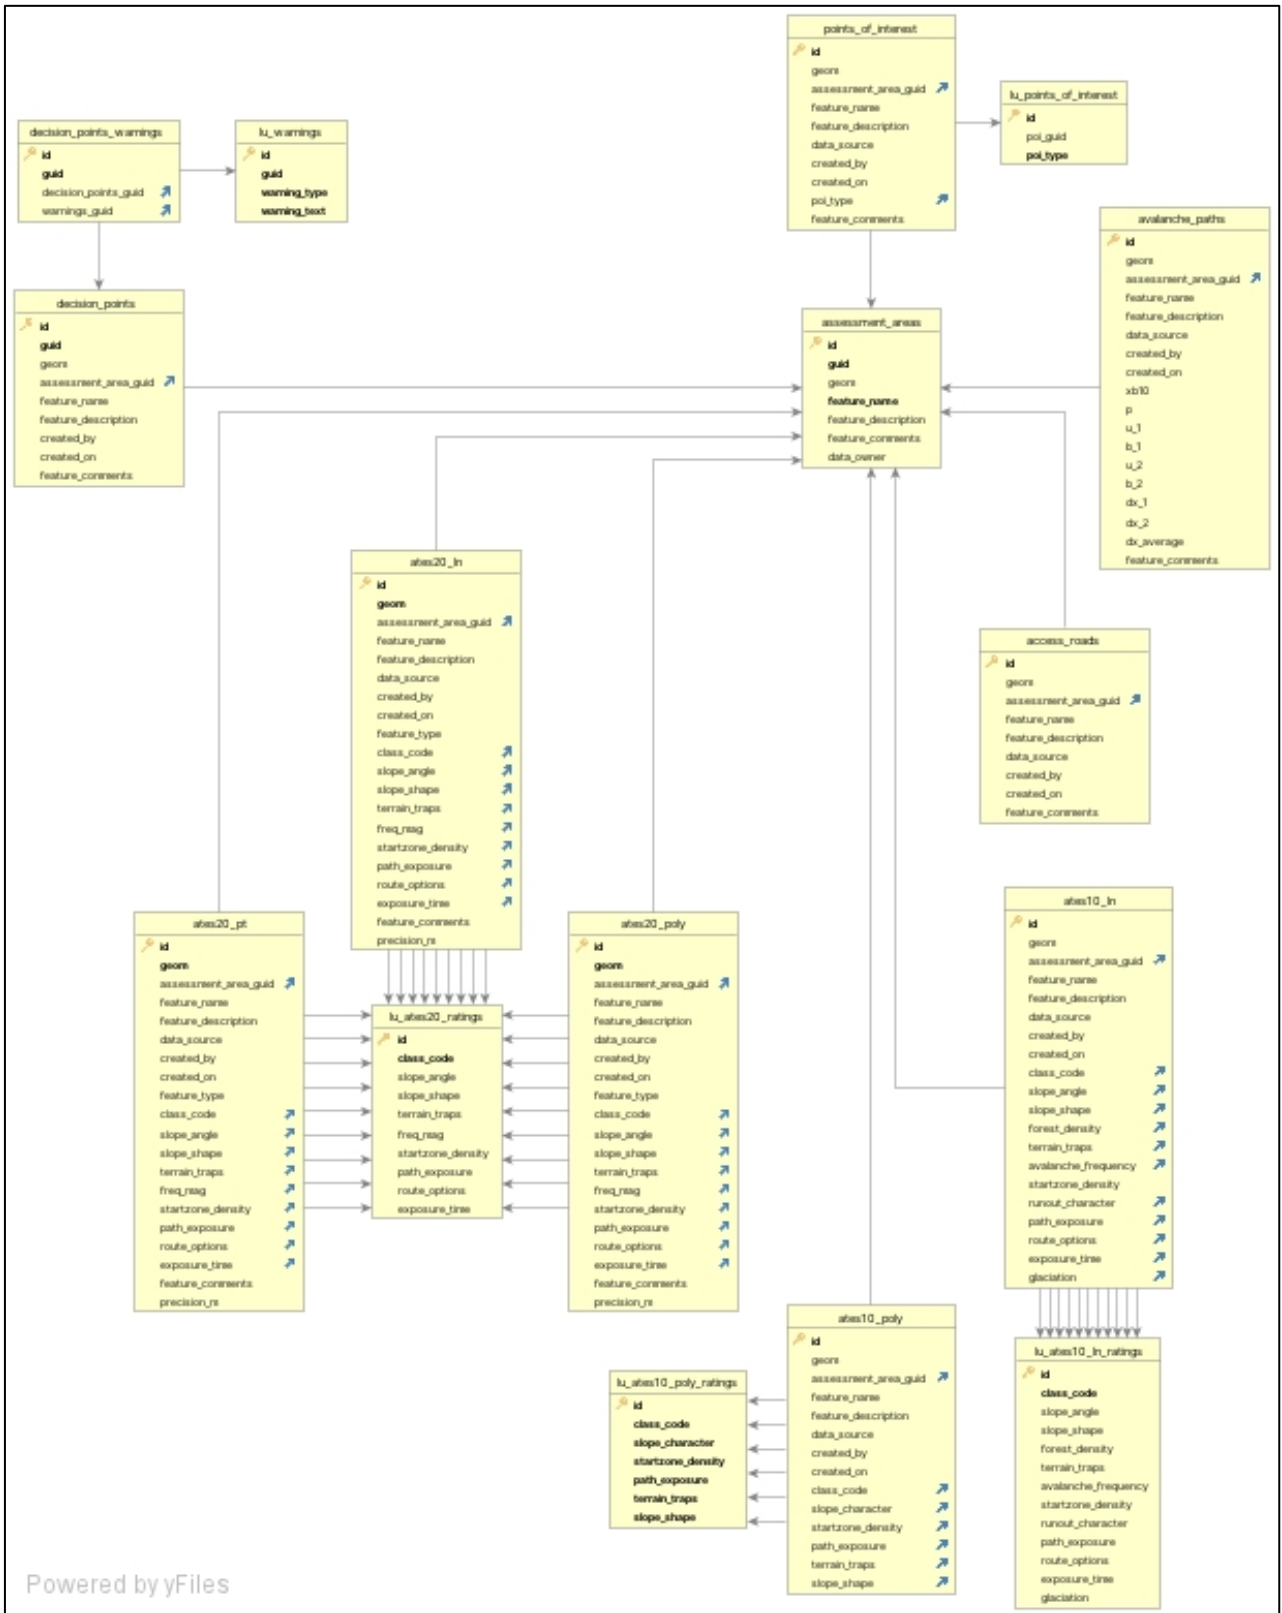 points_of_interest
id
geom
assessment_area_guid
feature_name
feature_description
data_source
created_by
created_on
poi_type
feature_comments
lu_points_of_interest
id
poi_guid
poi_type
decision_points_warnings
id
guid
decision_points_guid
warnings_guid
lu_warnings
id
guid
warning_type
warning_text
avalanche_paths
id
geom
assessment_area_guid
feature_name
feature_description
data_source
created_by
created_on
xb10
p
u_1
b_1
u_2
b_2
dx_1
dx_2
dx_average
feature_comments
decision_points
id
guid
geom
assessment_area_guid
feature_name
feature_description
created_by
created_on
feature_comments
assessment_areas
id
guid
geom
feature_name
feature_description
feature_comments
data_owner
ates20_ln
id
geom
assessment_area_guid
feature_name
feature_description
data_source
created_by
created_on
feature_type
class_code
slope_angle
slope_shape
terrain_traps
freq_mag
startzone_density
path_exposure
route_options
exposure_time
feature_comments
precision_m
access_roads
id
geom
assessment_area_guid
feature_name
feature_description
data_source
created_by
created_on
feature_comments
ates20_pt
id
geom
assessment_area_guid
feature_name
feature_description
data_source
created_by
created_on
feature_type
class_code
slope_angle
slope_shape
terrain_traps
freq_mag
startzone_density
path_exposure
route_options
exposure_time
feature_comments
precision_m
lu_ates20_ratings
id
class_code
slope_angle
slope_shape
terrain_traps
freq_mag
startzone_density
path_exposure
route_options
exposure_time
ates20_poly
id
geom
assessment_area_guid
feature_name
feature_description
data_source
created_by
created_on
feature_type
class_code
slope_angle
slope_shape
terrain_traps
freq_mag
startzone_density
path_exposure
route_options
exposure_time
feature_comments
precision_m
ates10_ln
id
geom
assessment_area_guid
feature_name
feature_description
data_source
created_by
created_on
class_code
slope_angle
slope_shape
forest_density
terrain_traps
avalanche_frequency
startzone_density
runout_character
path_exposure
route_options
exposure_time
glaciation
lu_ates10_poly_ratings
id
class_code
slope_character
startzone_density
path_exposure
terrain_traps
slope_shape
ates10_poly
id
geom
assessment_area_guid
feature_name
feature_description
data_source
created_by
created_on
class_code
slope_character
startzone_density
path_exposure
terrain_traps
slope_shape
lu_ates10_ln_ratings
id
class_code
slope_angle
slope_shape
forest_density
terrain_traps
avalanche_frequency
startzone_density
runout_character
path_exposure
route_options
exposure_time
glaciation
Powered by yFiles